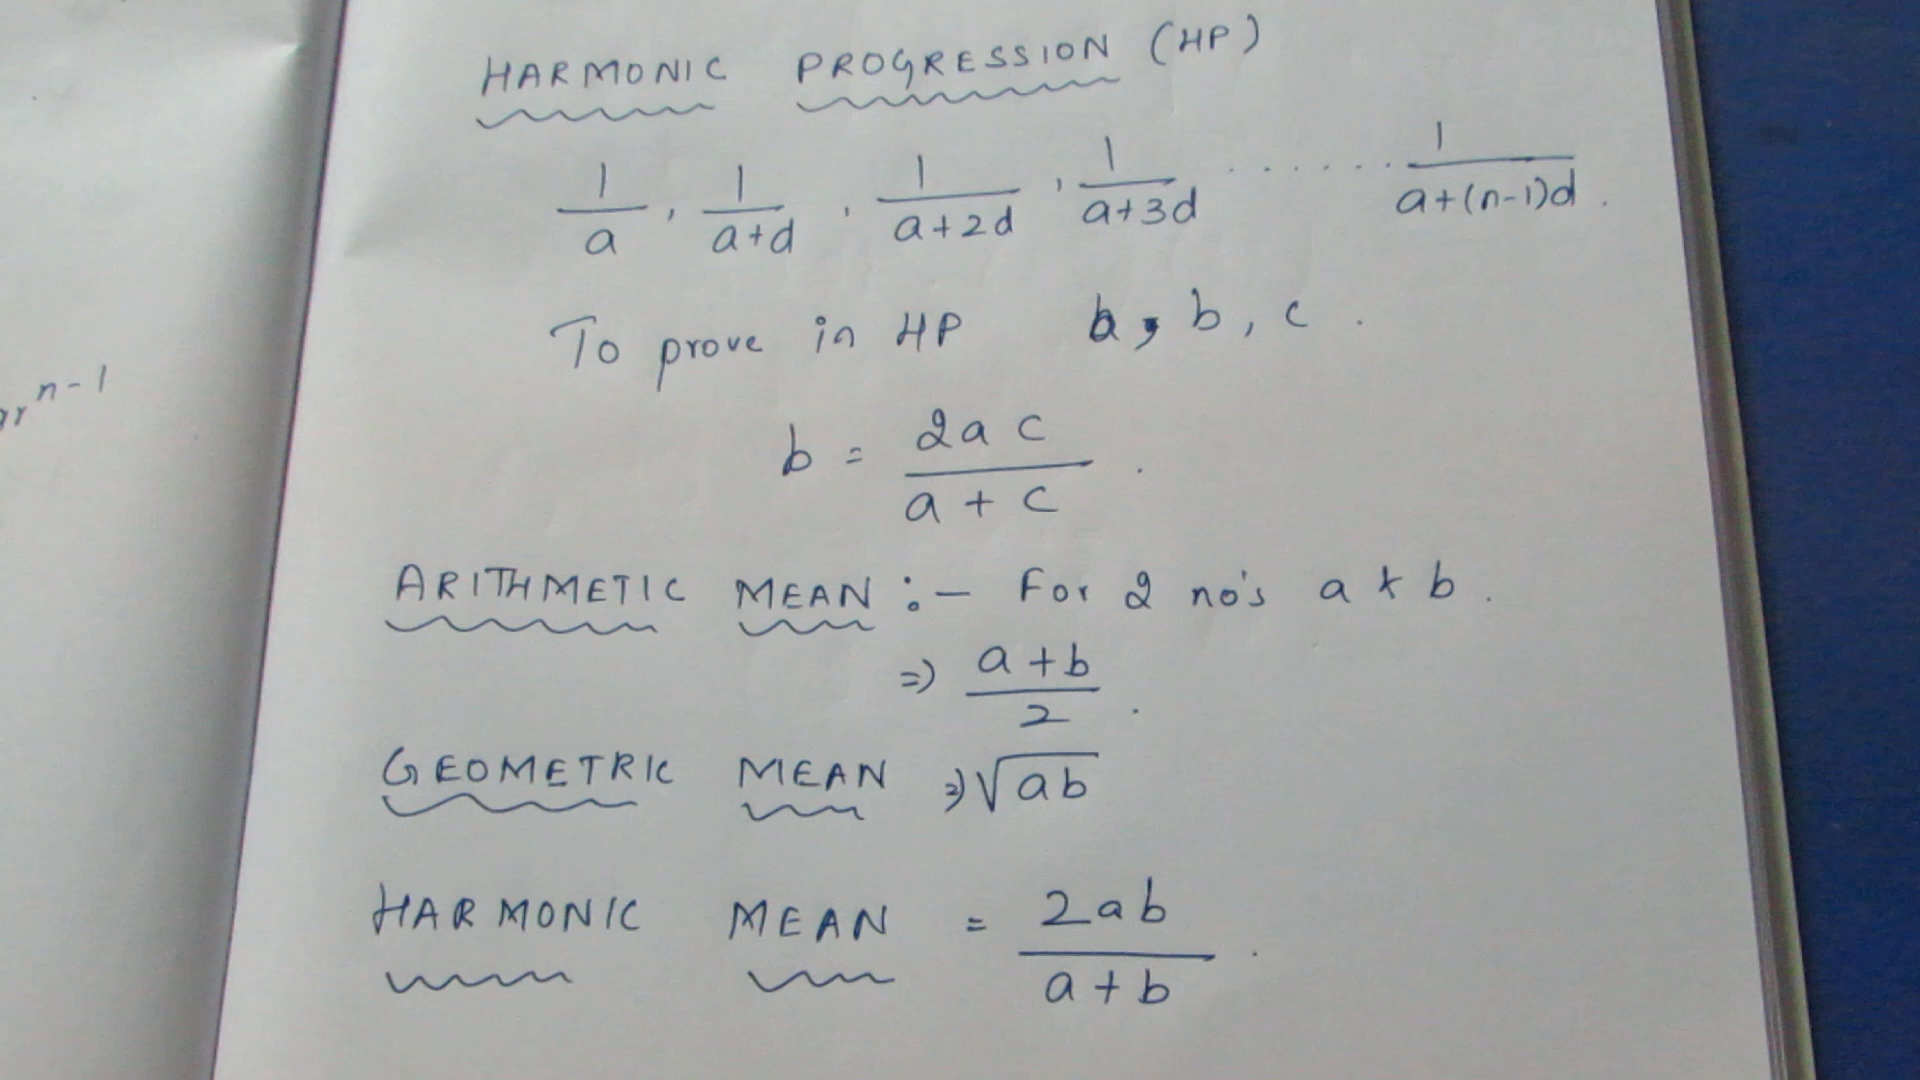 HARMONIC PROGRESSION (HP)
1/a, 1/a+d, 1/a+2d, 1/a+3d ....... 1/a+(n-1)d.
To prove in HP a, b, c.
b = 2ac/a+c.
ARITHMETIC MEAN :- For 2 no's a & b.
=> a+b/2.
GEOMETRIC MEAN => √ab
HARMONIC MEAN = 2ab/a+b.
r^n-1